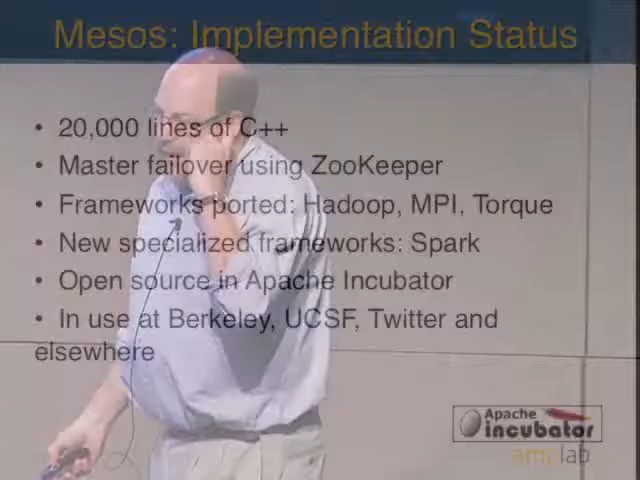 Mesos: Implementation Status
• 20,000 lines of C++
• Master failover using ZooKeeper
• Frameworks ported: Hadoop, MPI, Torque
• New specialized frameworks: Spark
• Open source in Apache Incubator
• In use at Berkeley, UCSF, Twitter and
elsewhere
Apache
incubator
amplab